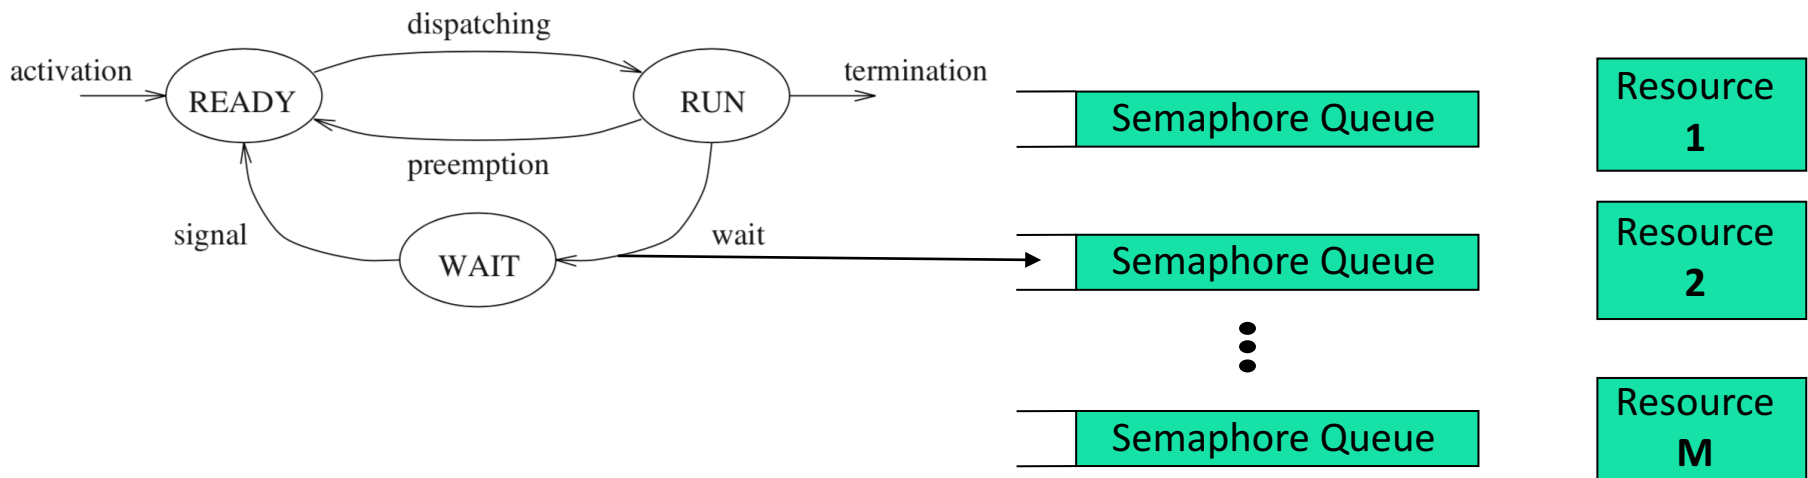 dispatching
activation
READY
RUN
termination
preemption
signal
WAIT
wait
Semaphore Queue
Resource
1
Semaphore Queue
Resource
2
Semaphore Queue
Resource
M